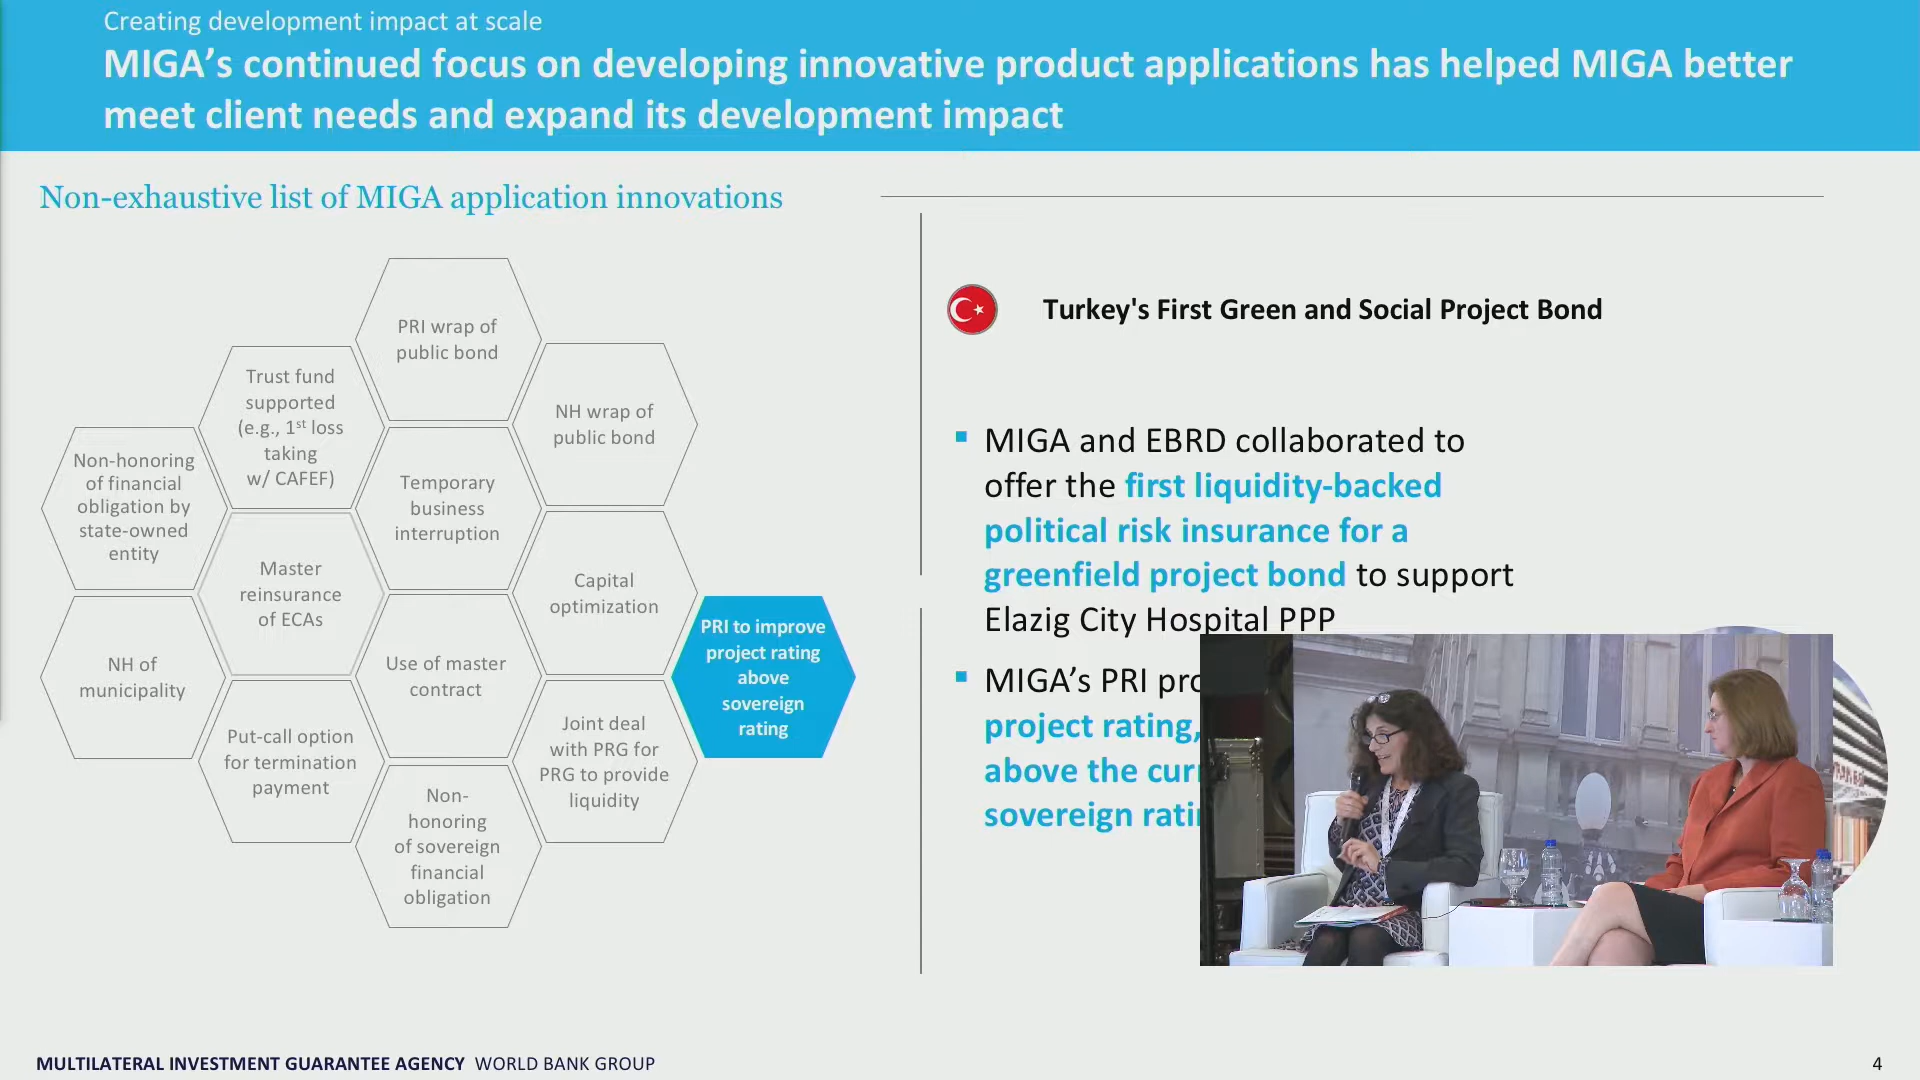 Creating development impact at scale
MIGA’s continued focus on developing innovative product applications has helped MIGA better
meet client needs and expand its development impact
Non-exhaustive list of MIGA application innovations
PRI wrap of
public bond
Trust fund
supported
(e.g., 1st loss
taking
w/ CAFEF)
NH wrap of
public bond
Non-honoring
of financial
obligation by
state-owned
entity
Temporary
business
interruption
Master
reinsurance
of ECAs
Capital
optimization
NH of
municipality
Use of master
contract
PRI to improve
project rating
above
sovereign
rating
Put-call option
for termination
payment
Joint deal
with PRG for
PRG to provide
liquidity
Non-
honoring
of sovereign
financial
obligation
Turkey's First Green and Social Project Bond
▪ MIGA and EBRD collaborated to
offer the first liquidity-backed
political risk insurance for a
greenfield project bond to support
Elazig City Hospital PPP
▪ MIGA’s PRI
project rating,
above the
sovereign
MULTILATERAL INVESTMENT GUARANTEE AGENCY WORLD BANK GROUP
4